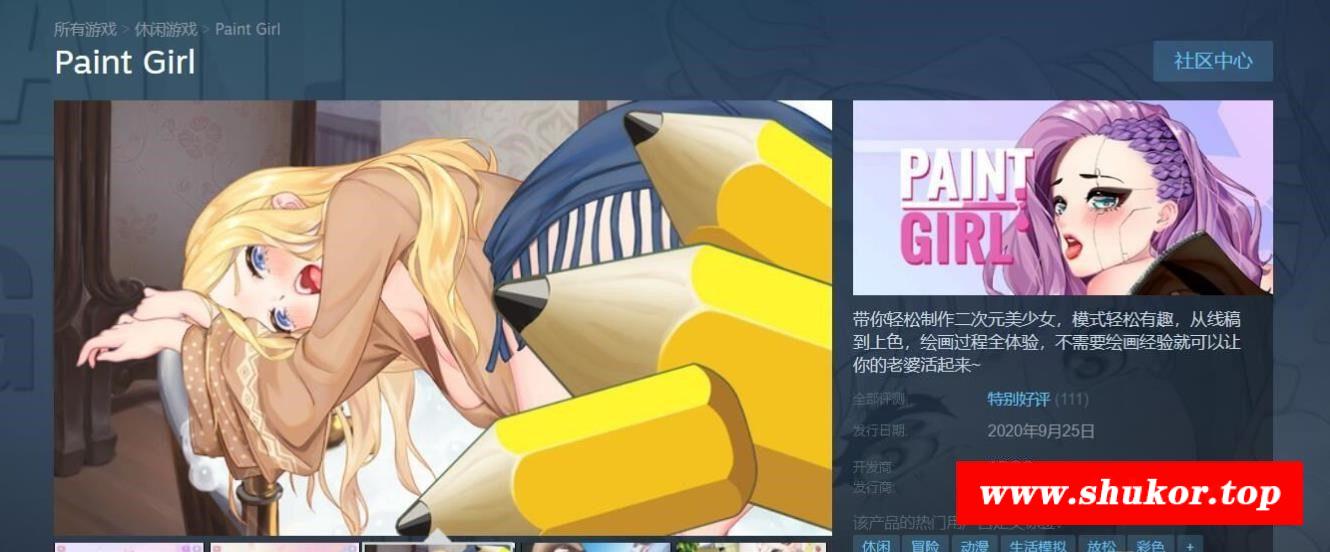 所有游戏 > 休闲游戏 > Paint Girl
Paint Girl
社区中心
PAINT
GIRL
带你轻松制作二次元美少女，模式轻松有趣，从线稿
到上色，绘画过程全体验，不需要绘画经验就可以让
你的老婆活起来~
全部评测:
特别好评 (111)
发行日期:
2020年9月25日
开发商:
发行商:
www.shukor.top
该产品的热门用户自定义标签:
休闲 冒险 动漫 生活模拟 放松 彩色 +